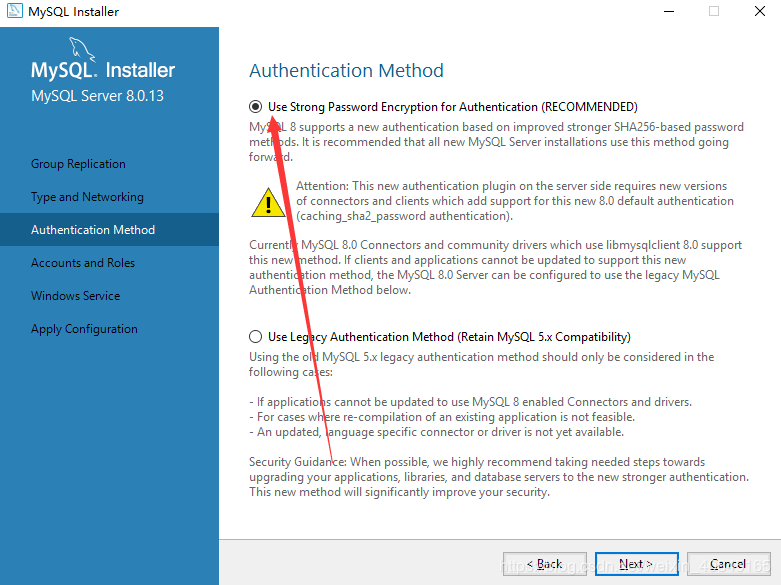 MySQL Installer
MySQL. Installer
MySQL Server 8.0.13
Group Replication
Type and Networking
Authentication Method
Accounts and Roles
Windows Service
Apply Configuration
Authentication Method
Use Strong Password Encryption for Authentication (RECOMMENDED)
MySQL 8 supports a new authentication based on improved stronger SHA256-based password
methods. It is recommended that all new MySQL Server installations use this method going
forward.
Attention: This new authentication plugin on the server side requires new versions
of connectors and clients which add support for this new 8.0 default authentication
(caching_sha2_password authentication).
Currently MySQL 8.0 Connectors and community drivers which use libmysqlclient 8.0 support
this new method. If clients and applications cannot be updated to support this new
authentication method, the MySQL 8.0 Server can be configured to use the legacy MySQL
Authentication Method below.
Use Legacy Authentication Method (Retain MySQL 5.x Compatibility)
Using the old MySQL 5.x legacy authentication method should only be considered in the
following cases:
- If applications cannot be updated to use MySQL 8 enabled Connectors and drivers.
- For cases where re-compilation of an existing application is not feasible.
- An updated, language specific connector or driver is not yet available.
Security Guidance: When possible, we highly recommend taking needed steps towards
upgrading your applications, libraries, and database servers to the new stronger authentication.
This new method will significantly improve your security.
< Back
Next >
Cancel